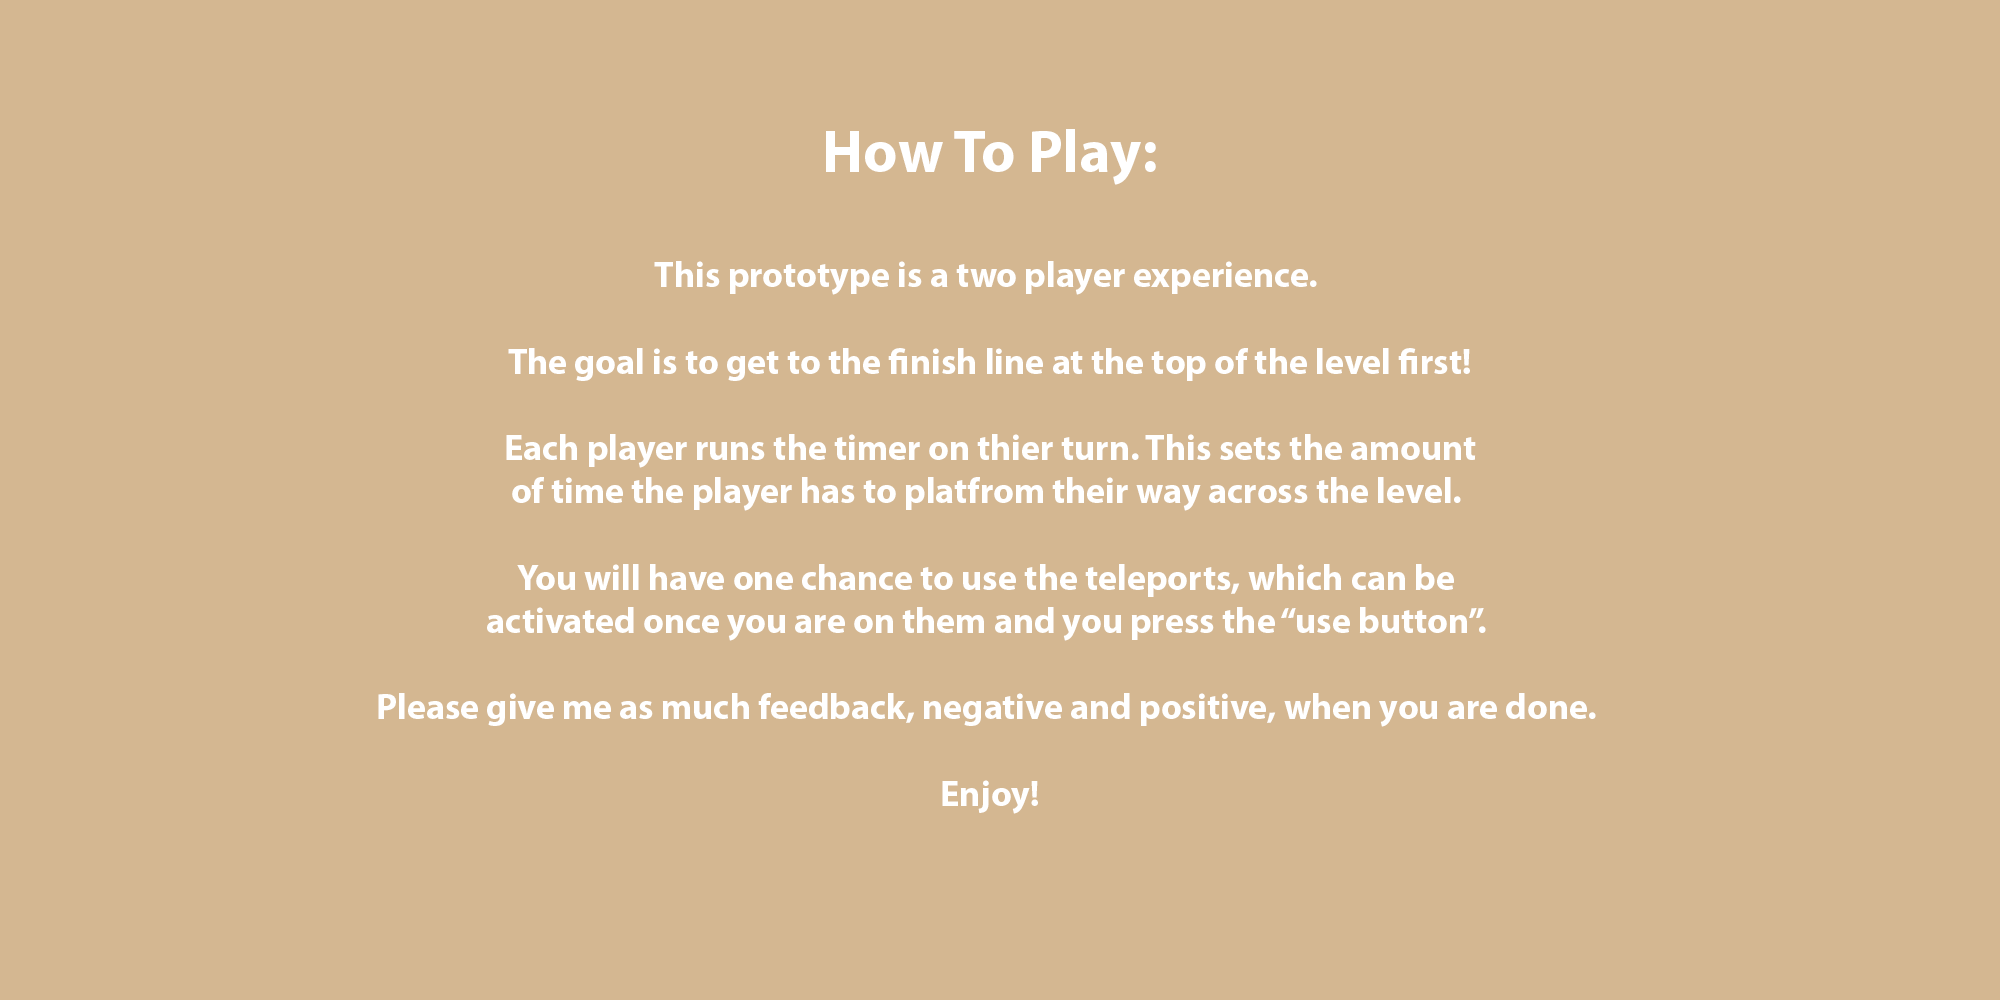 How To Play:
This prototype is a two player experience.
The goal is to get to the finish line at the top of the level first!
Each player runs the timer on thier turn. This sets the amount
of time the player has to platfrom their way across the level.
You will have one chance to use the teleports, which can be
activated once you are on them and you press the “use button”.
Please give me as much feedback, negative and positive, when you are done.
Enjoy!